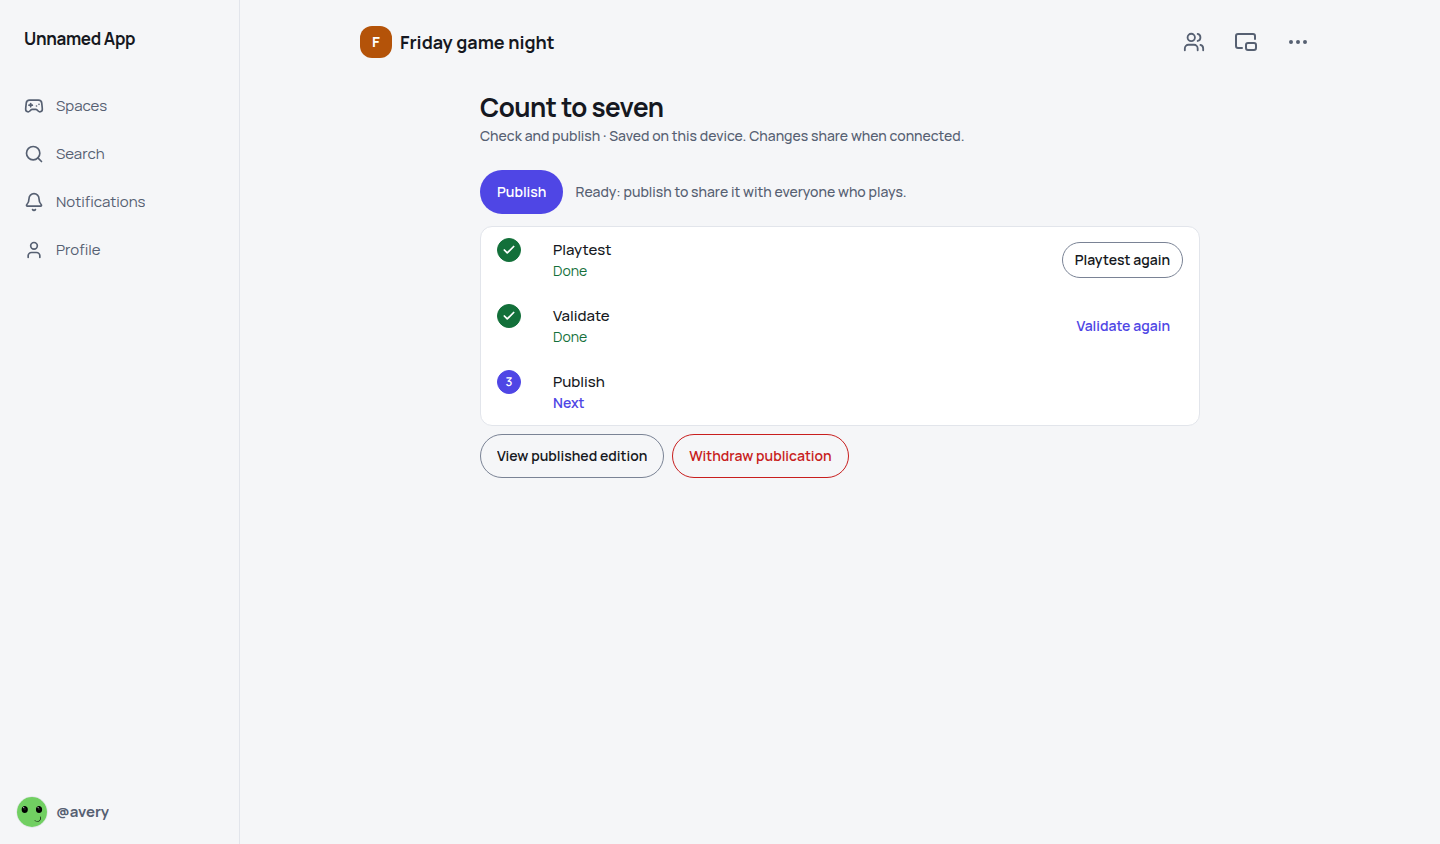 Unnamed App
Spaces
Search
Notifications
Profile
@avery
F
Friday game night
Count to seven
Check and publish · Saved on this device. Changes share when connected.
Publish
Ready: publish to share it with everyone who plays.
Playtest
Done
Playtest again
Validate
Done
Validate again
3
Publish
Next
View published edition
Withdraw publication